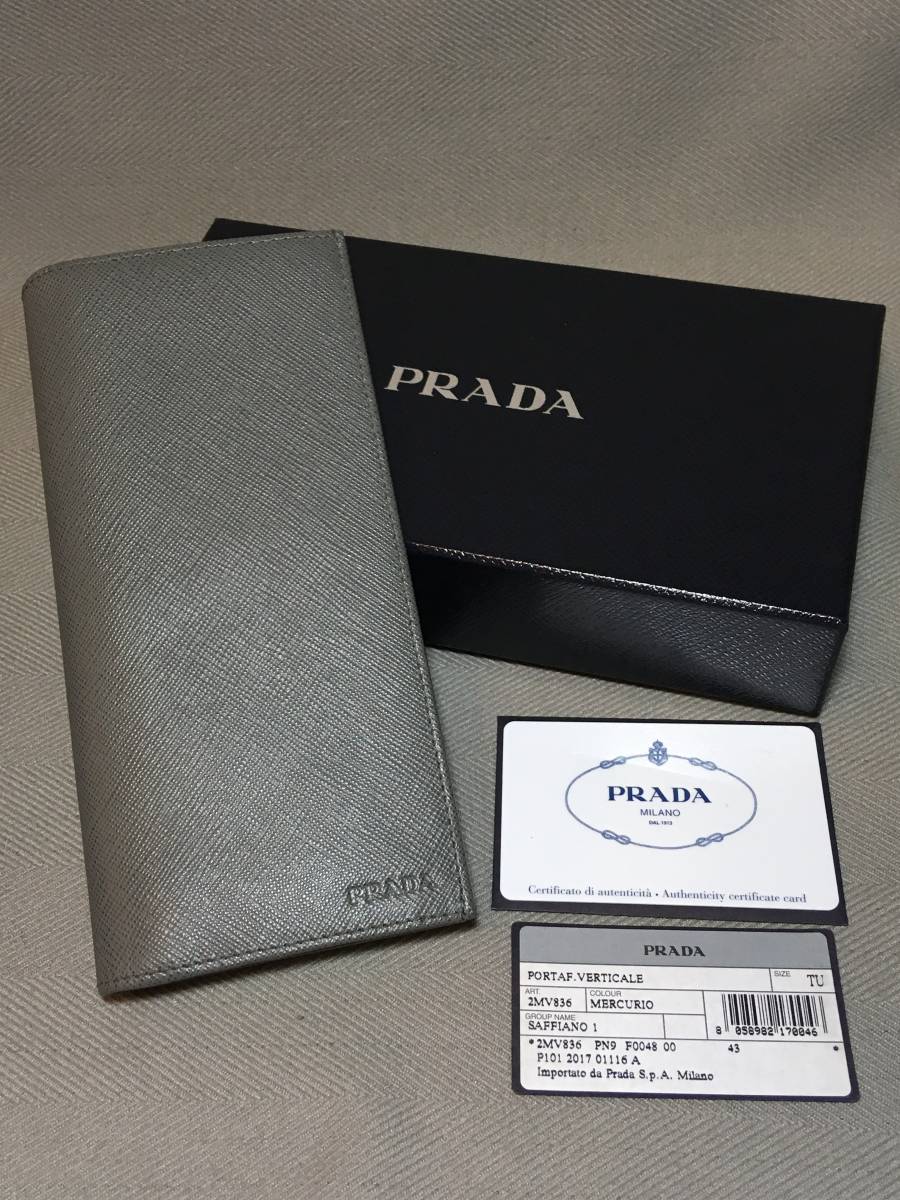 PRADA
PRADA
PRADA
MILANO
DAL 1913
Certificato di autenticità • Authenticity certificate card
PRADA
PORTAF.VERTICALE
SIZE
TU
ART.
2MV836
COLOUR
MERCURIO
GROUP NAME
SAFFIANO 1
8 058982 170046
*2MV836 PN9 F0048 00 43 *
P101 2017 01116 A
Importato da Prada S.p.A. Milano